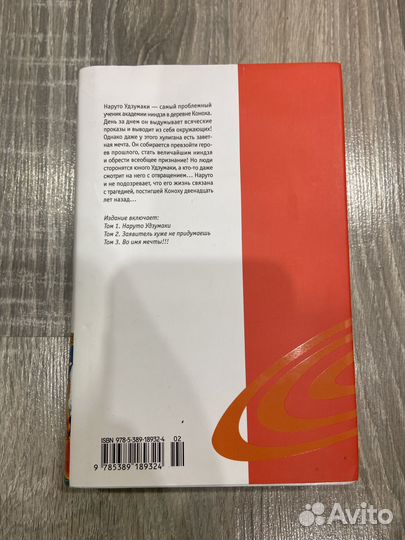 Наруто Удзумаки — самый проблемный
ученик академии ниндзя в деревне Коноха.
День за днем он выдумывает всяческие
проказы и выводит из себя окружающих!
Однако даже у этого хулигана есть завет-
ная мечта. Он собирается превзойти геро-
ев прошлого, стать величайшим ниндзя
и обрести всеобщее признание! Но люди
сторонятся юного Удзумаки, а кто-то даже
смотрит на него с отвращением... Наруто
и не подозревает, что его жизнь связана
с трагедией, постигшей Коноху двенадцать
лет назад...
Издание включает:
Том 1. Наруто Удзумаки
Том 2. Заявитель хуже не придумаешь
Том 3. Во имя мечты!!!
ISBN 978-5-389-18932-4
02
9 785389 189324
Avito